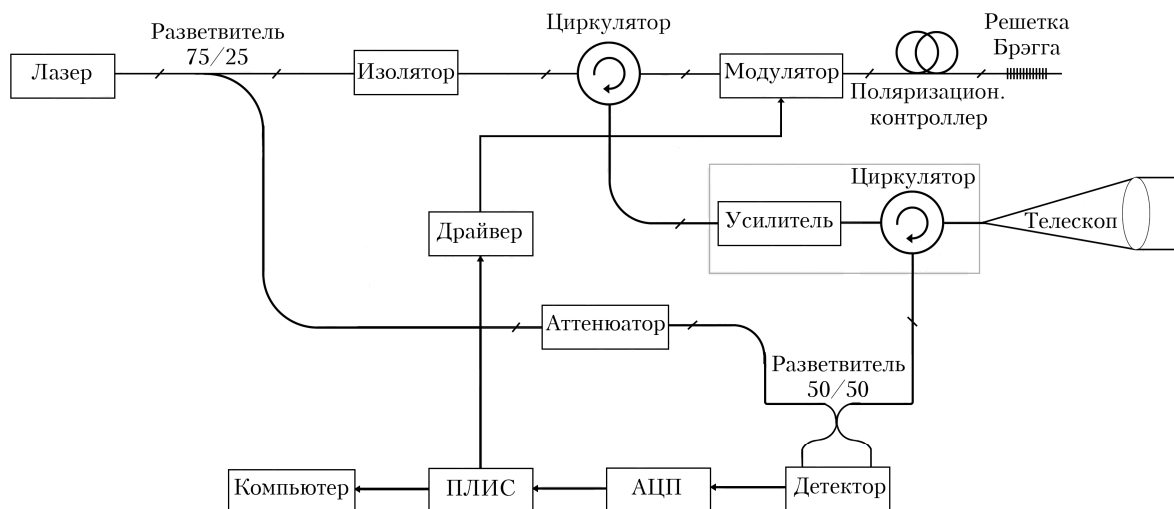 Разветвитель
75/25
Лазер
Изолятор
Циркулятор
Модулятор
Поляризацион.
контроллер
Решетка
Брэгга
Циркулятор
Усилитель
Телескоп
Драйвер
Аттенюатор
Разветвитель
50/50
Компьютер
ПЛИС
АЦП
Детектор